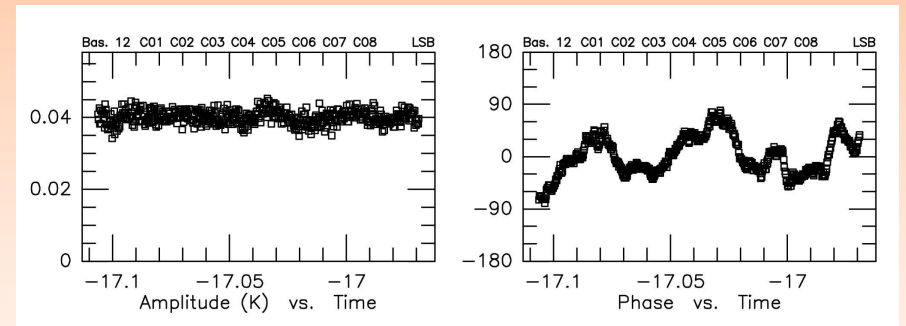 Bas. 12 C01 C02 C03 C04 C05 C06 C07 C08 LSB
0.04
0.02
0
−17.1 −17.05 −17
Amplitude (K) vs. Time
Bas. 12 C01 C02 C03 C04 C05 C06 C07 C08 LSB
180
90
0
−90
−180
−17.1 −17.05 −17
Phase vs. Time